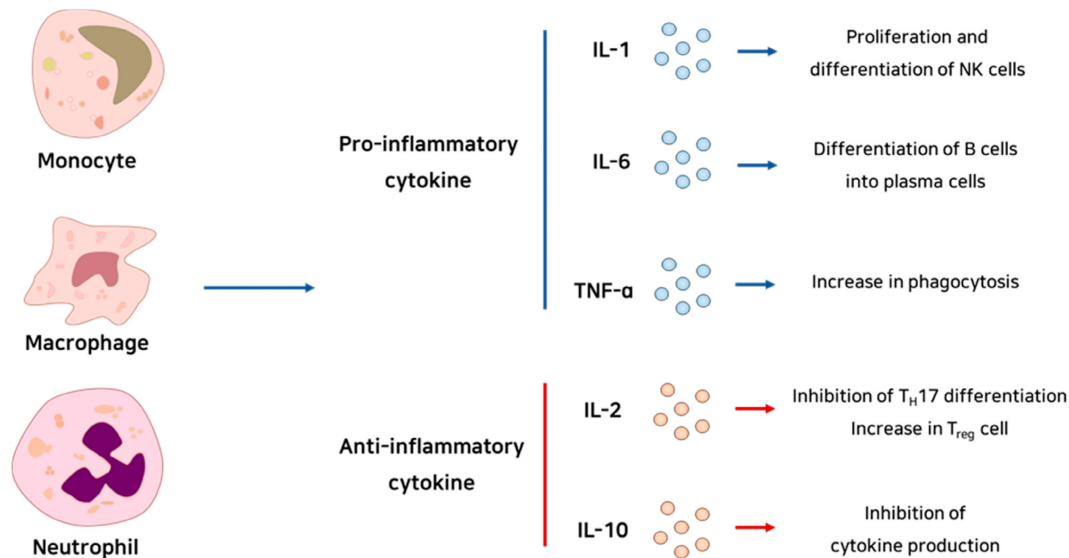 Monocyte
Macrophage
Neutrophil
Pro-inflammatory
cytokine
IL-1
Proliferation and
differentiation of NK cells
IL-6
Differentiation of B cells
into plasma cells
TNF-α
Increase in phagocytosis
Anti-inflammatory
cytokine
IL-2
Inhibition of TH17 differentiation
Increase in Treg cell
IL-10
Inhibition of
cytokine production